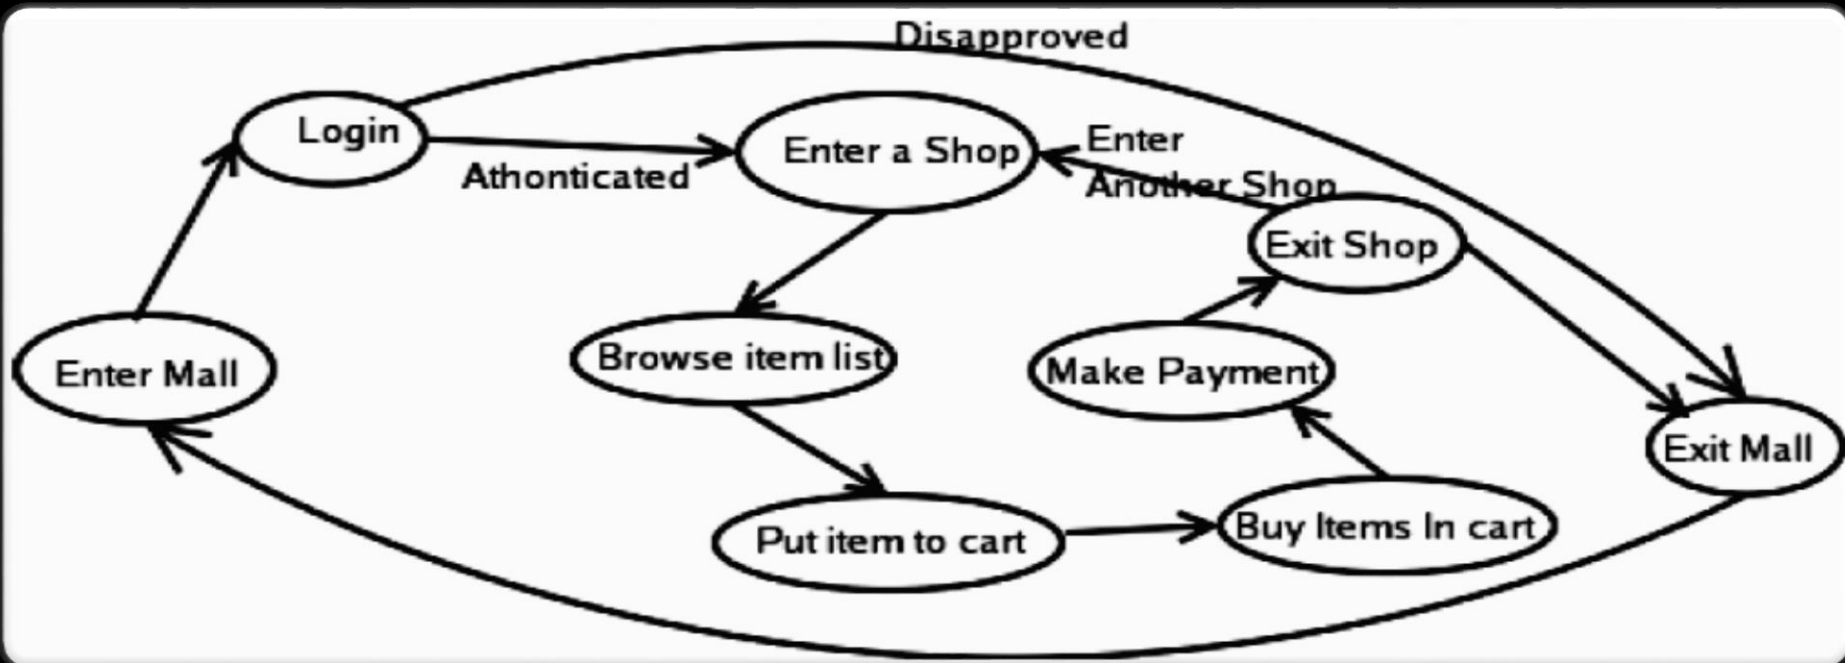 Disapproved
Login
Athonticated
Enter a Shop
Enter
Another Shop
Exit Shop
Enter Mall
Browse item list
Make Payment
Exit Mall
Put item to cart
Buy Items In cart